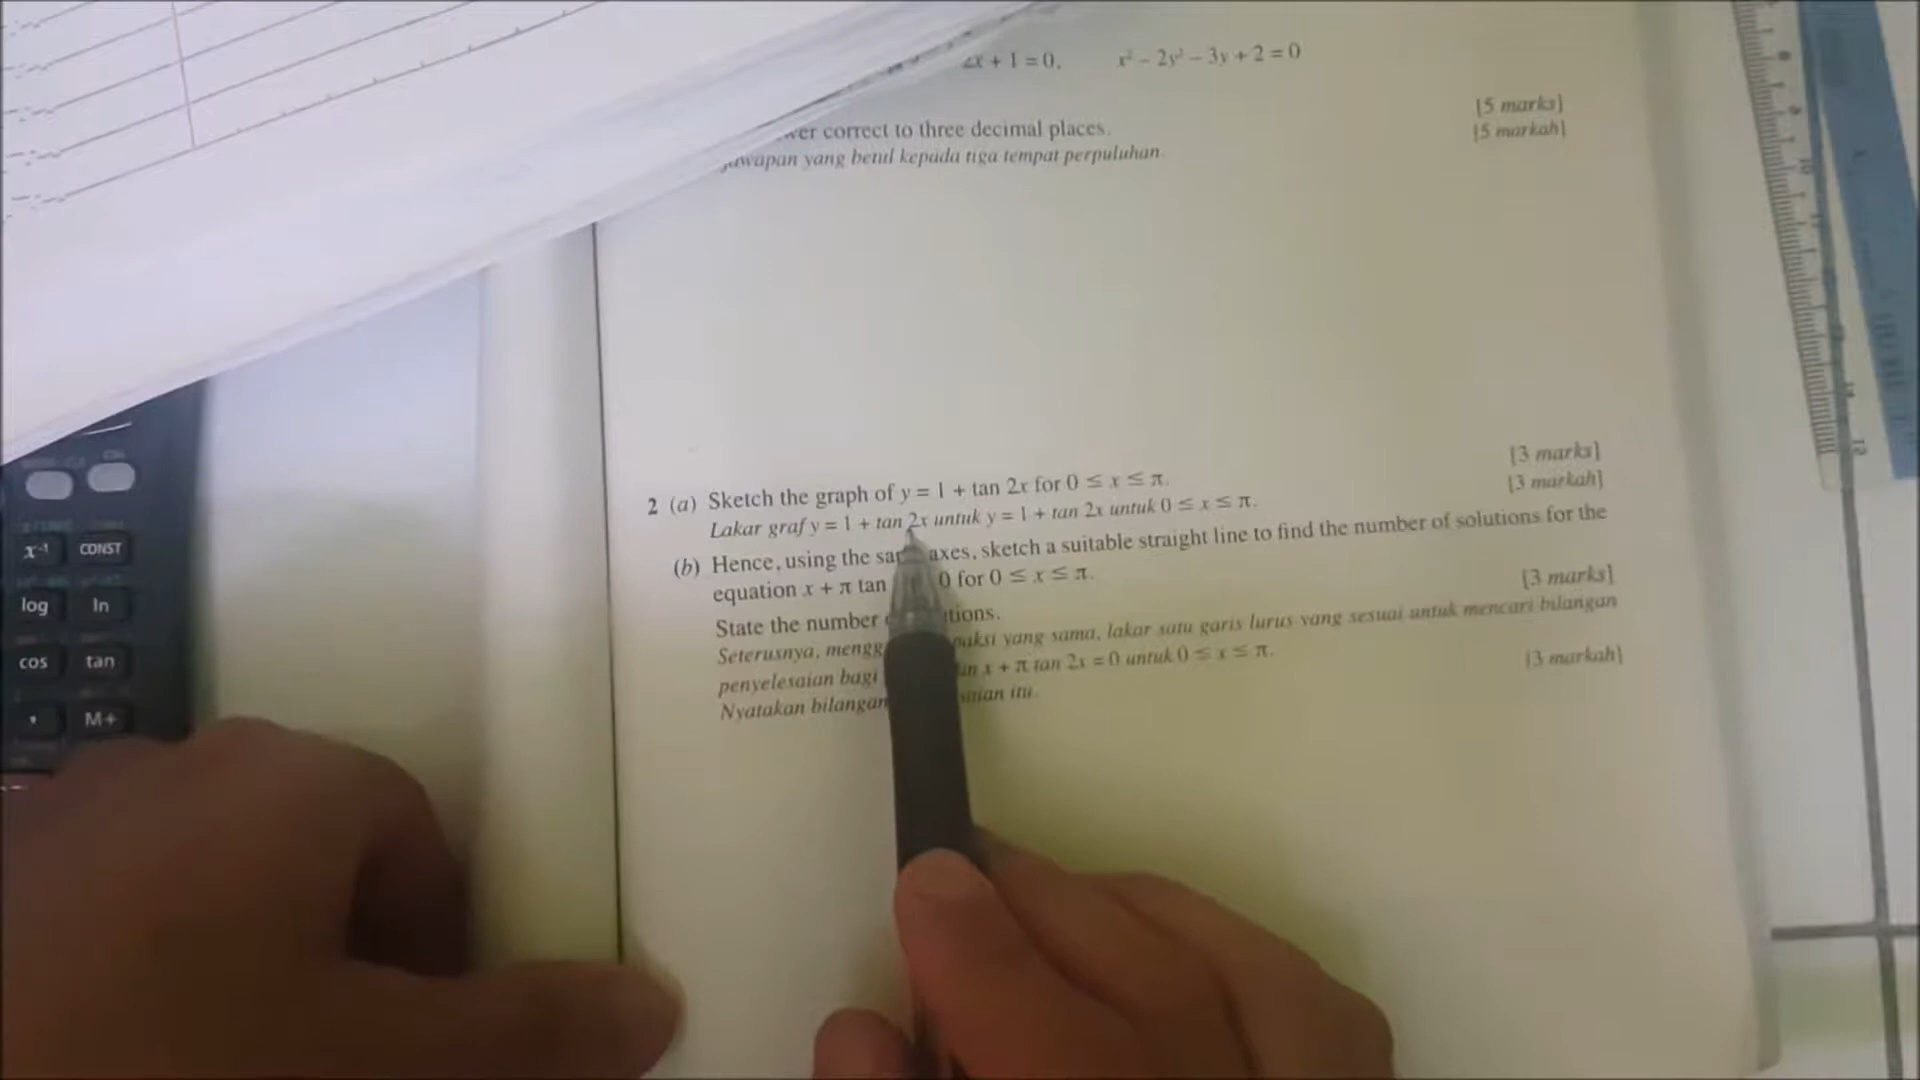 x + 1 = 0, x² – 2y² – 3y + 2 = 0
[5 marks]
correct to three decimal places.
[5 markah]
jawapan yang betul kepada tiga tempat perpuluhan.
[3 marks]
2 (a) Sketch the graph of y = 1 + tan 2x for 0 ≤ x ≤ π.
[3 markah]
Lakar graf y = 1 + tan 2x untuk y = 1 + tan 2x untuk 0 ≤ x ≤ π.
(b) Hence, using the axes, sketch a suitable straight line to find the number of solutions for the
equation x + π tan 0 for 0 ≤ x ≤ π.
[3 marks]
State the number
Seterusnya, paksi yang sama, lakar satu garis lurus yang sesuai untuk mencari bilangan
penyelesaian bagi x + π tan 2x = 0 untuk 0 ≤ x ≤ π.
[3 markah]
Nyatakan bilangan itu.
x⁻¹ CONST
log ln
cos tan
, M+